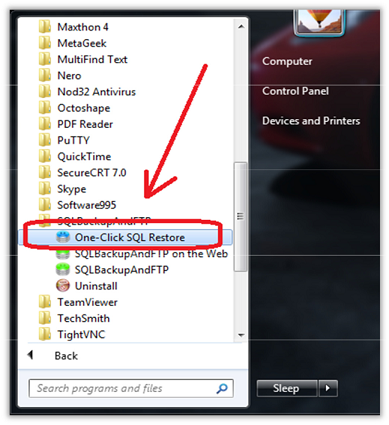 Maxthon 4
MetaGeek
MultiFind Text
Nero
Nod32 Antivirus
Octoshape
PDF Reader
PuTTY
QuickTime
SecureCRT 7.0
Skype
Software995
SQLBackupAndFTP
One-Click SQL Restore
SQLBackupAndFTP on the Web
SQLBackupAndFTP
Uninstall
TeamViewer
TechSmith
TightVNC
Back
Search programs and files
Computer
Control Panel
Devices and Printers
Sleep